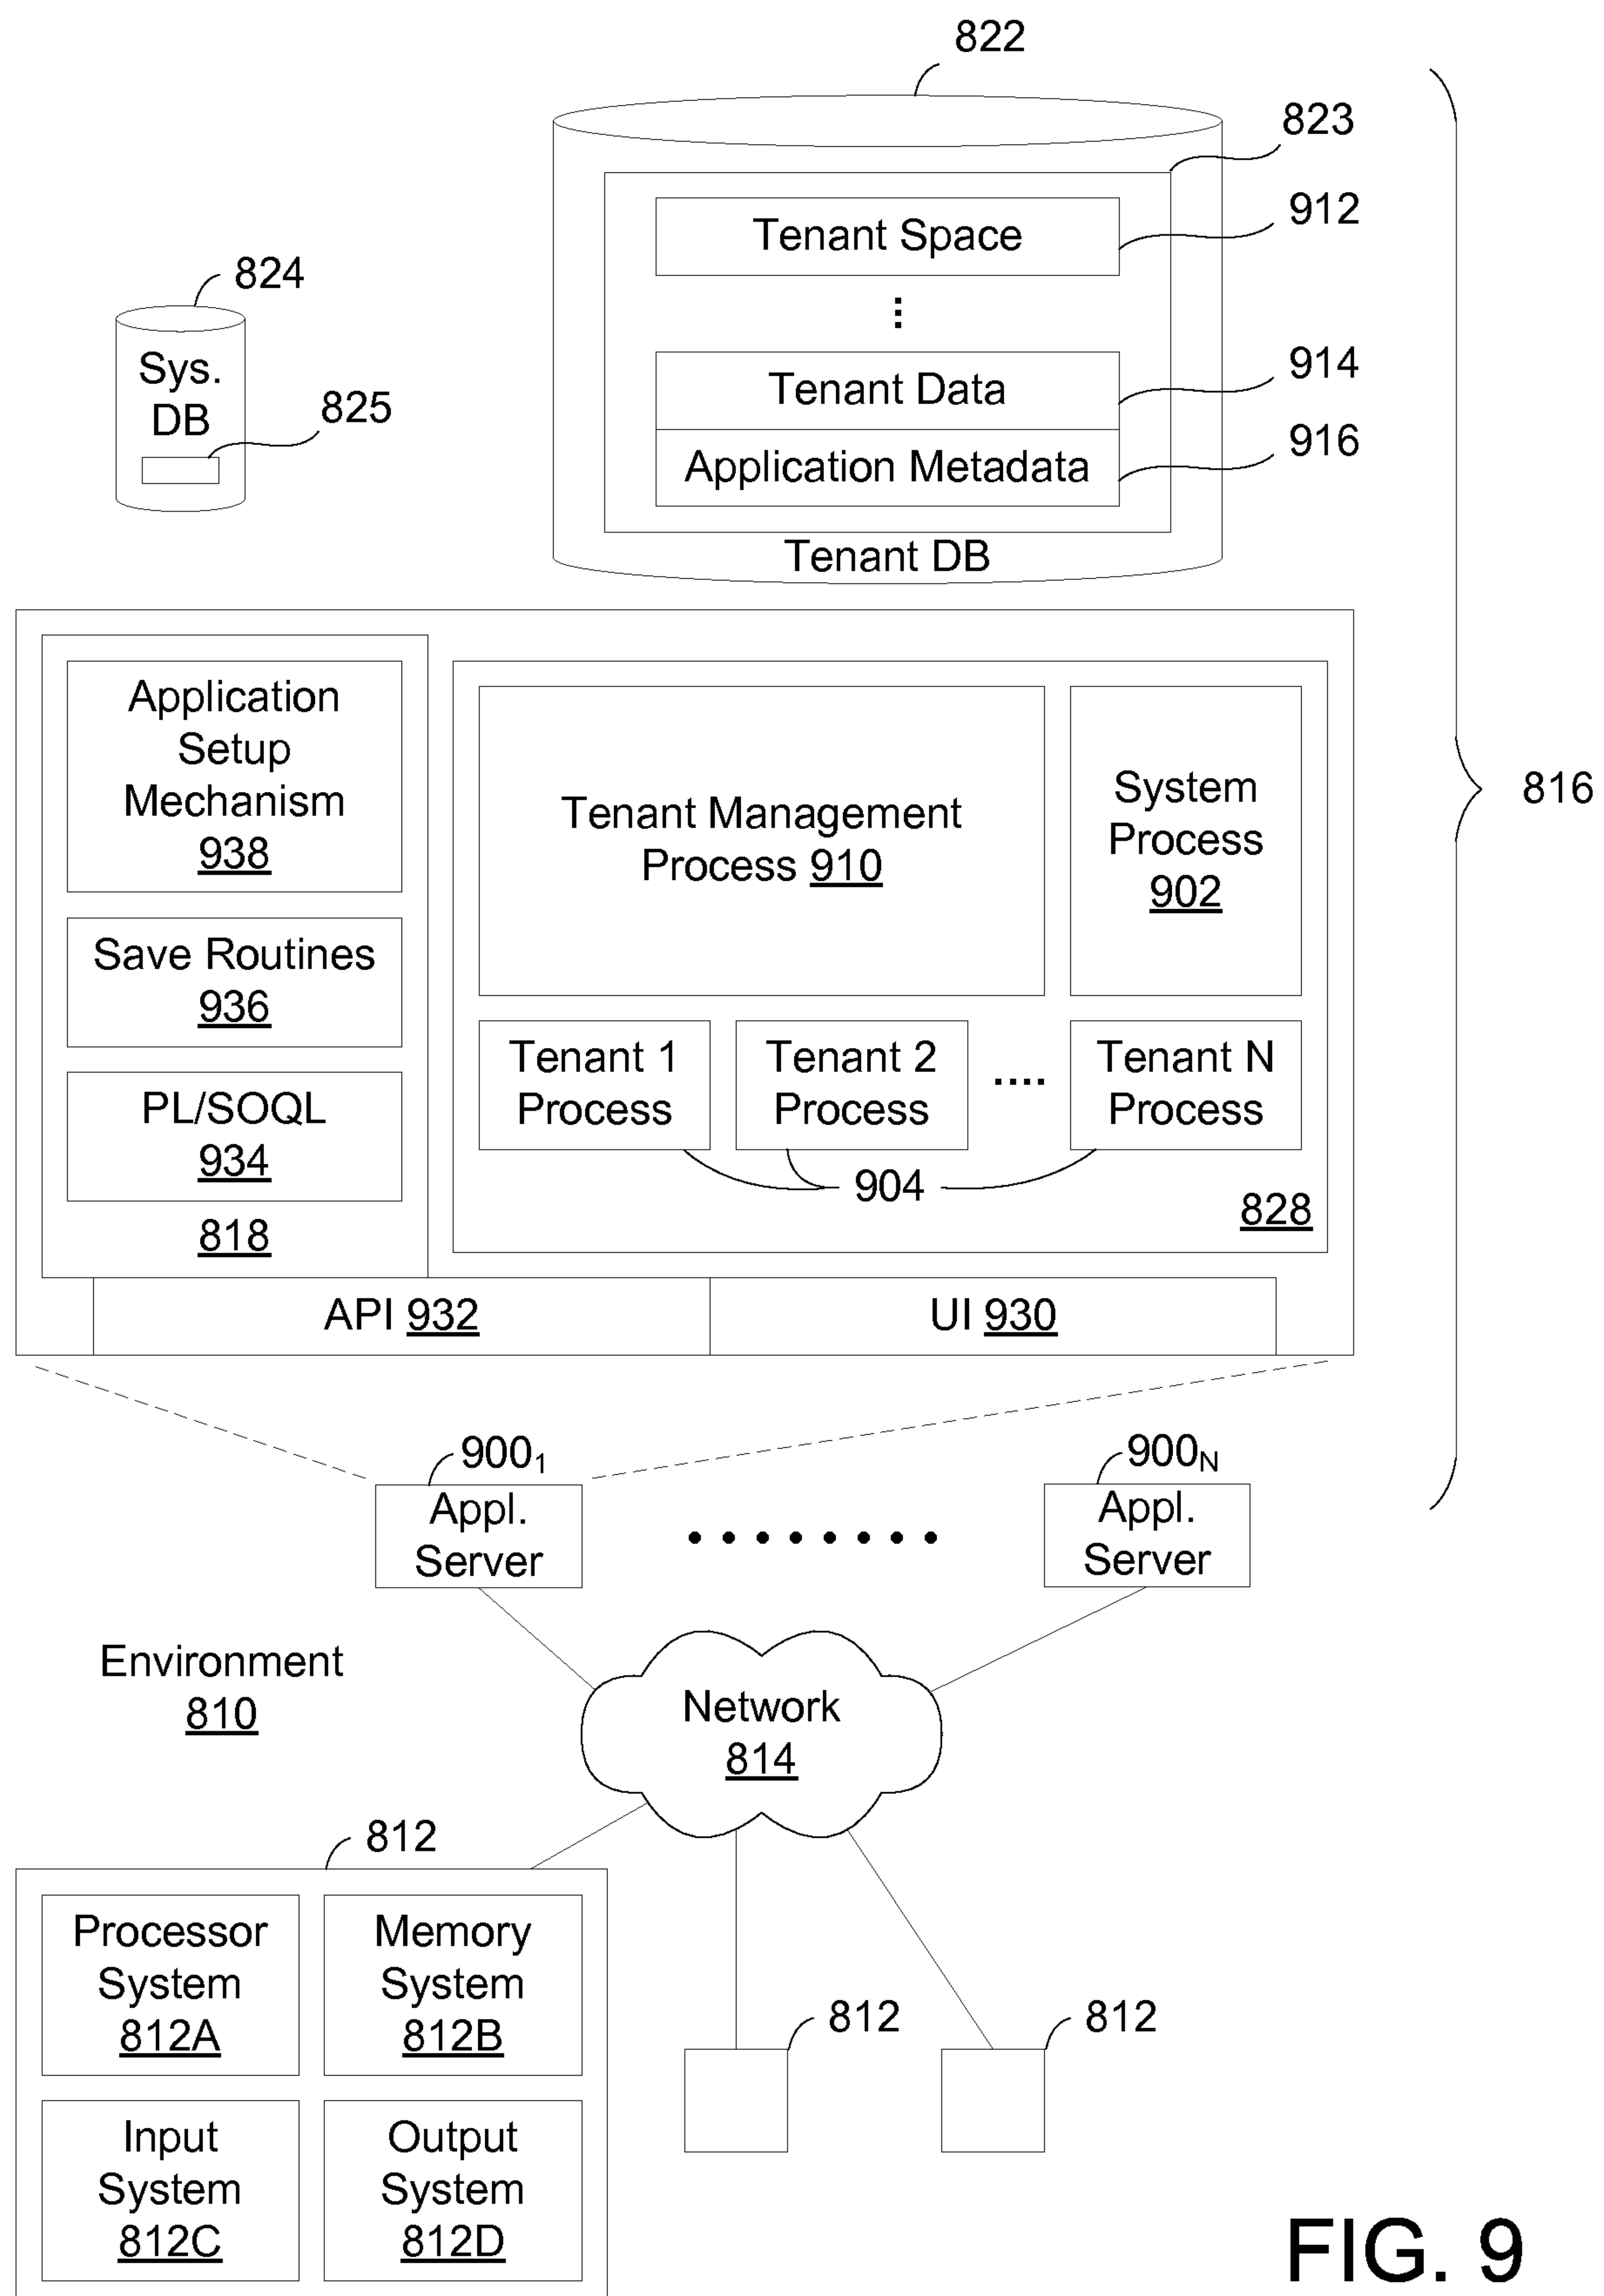 822
823
Tenant Space
912
824
Sys.
DB
825
Tenant Data
914
Application Metadata
916
Tenant DB
Application
Setup
Mechanism
938
Tenant Management
Process 910
System
Process
902
816
Save Routines
936
Tenant 1
Process
Tenant 2
Process
....
Tenant N
Process
PL/SOQL
934
904
818
828
API 932
UI 930
900₁
Appl.
Server
900N
Appl.
Server
Environment
810
Network
814
812
Processor
System
812A
Memory
System
812B
812
812
Input
System
812C
Output
System
812D
FIG. 9